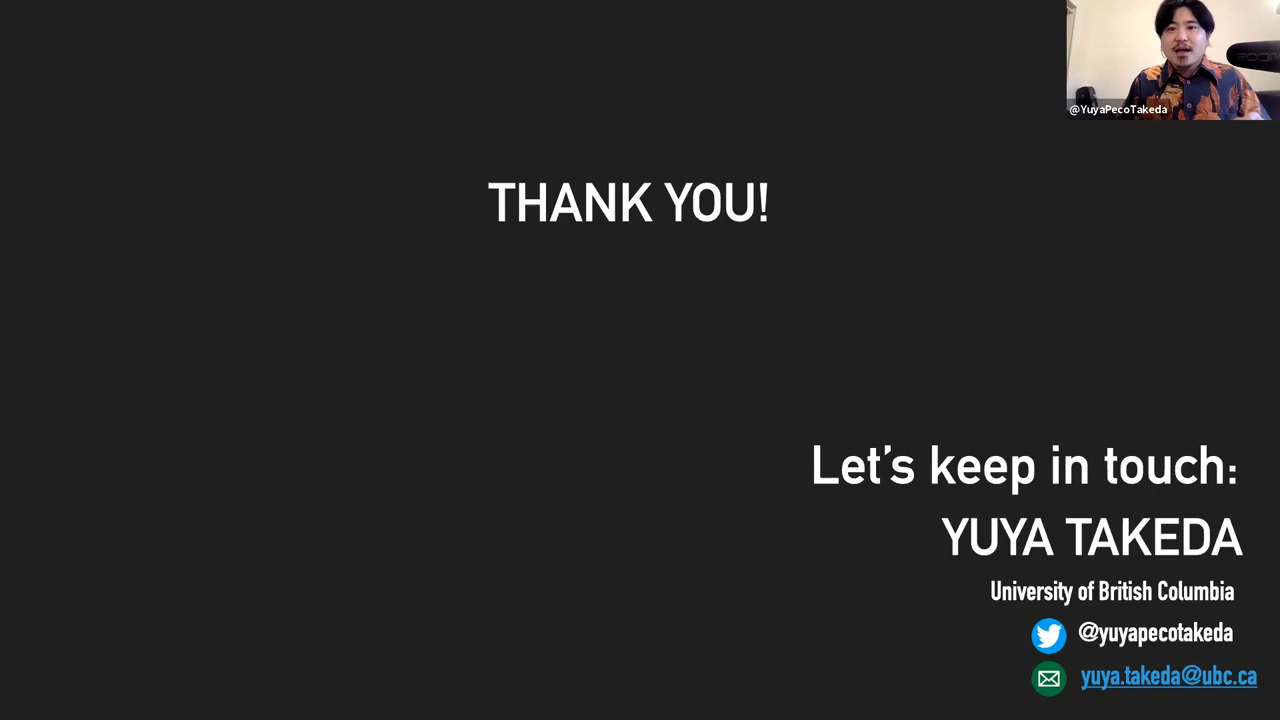 @YuyaPecoTakeda
THANK YOU!
Let’s keep in touch:
YUYA TAKEDA
University of British Columbia
@yuyapecotakeda
yuya.takeda@ubc.ca